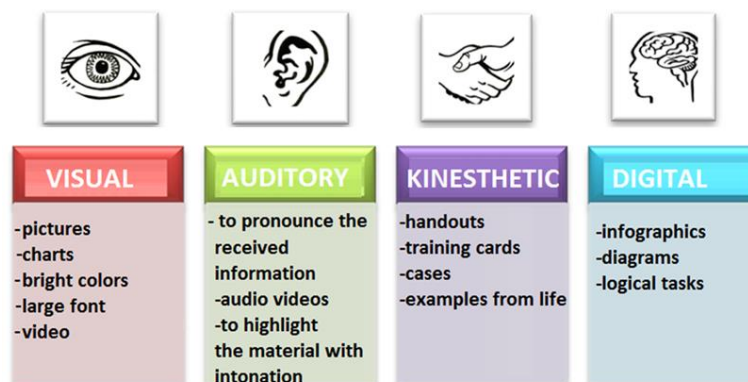 VISUAL
-pictures
-charts
-bright colors
-large font
-video
AUDITORY
- to pronounce the
received
information
-audio videos
-to highlight
the material with
intonation
KINESTHETIC
-handouts
-training cards
-cases
-examples from life
DIGITAL
-infographics
-diagrams
-logical tasks